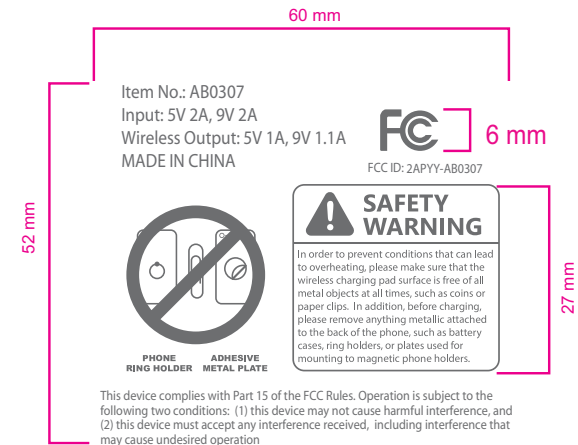 60 mm
Item No.: AB0307
Input: 5V 2A, 9V 2A
Wireless Output: 5V 1A, 9V 1.1A
MADE IN CHINA
FC
6 mm
FCC ID: 2APYY-AB0307
52 mm
SAFETY
WARNING
In order to prevent conditions that can lead
to overheating, please make sure that the
wireless charging pad surface is free of all
metal objects at all times, such as coins or
paper clips. In addition, before charging,
please remove anything metallic attached
to the back of the phone, such as battery
cases, ring holders, or plates used for
mounting to magnetic phone holders.
27 mm
PHONE
RING HOLDER
ADHESIVE
METAL PLATE
This device complies with Part 15 of the FCC Rules. Operation is subject to the
following two conditions: (1) this device may not cause harmful interference, and
(2) this device must accept any interference received, including interference that
may cause undesired operation